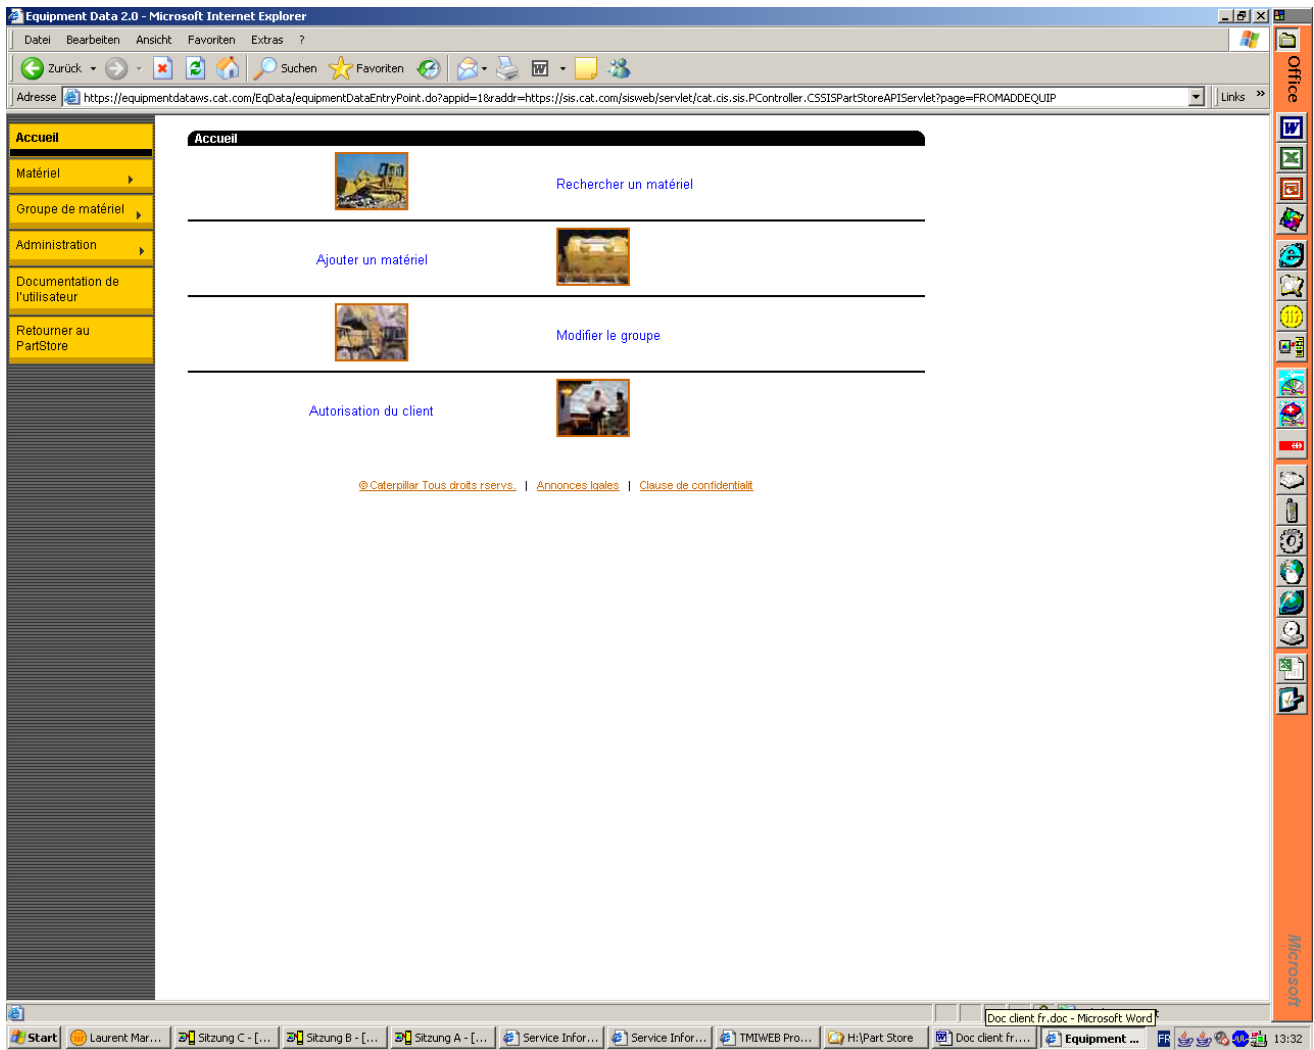 Equipment Data 2.0 - Microsoft Internet Explorer
Datei Bearbeiten Ansicht Favoriten Extras ?
Zurück Suchen Favoriten
Adresse https://equipmentdataws.cat.com/EqData/equipmentDataEntryPoint.do?appid=1&raddr=https://sis.cat.com/sisweb/servlet/cat.cis.sis.PController.CSSISPartStoreAPIServlet?page=FROMADDEQUIP Links »
Office
Accueil
Matériel
Groupe de matériel
Administration
Documentation de
l'utilisateur
Retourner au
PartStore
Accueil
Rechercher un matériel
Ajouter un matériel
Modifier le groupe
Autorisation du client
© Caterpillar Tous droits rservs. | Annonces lgales | Clause de confidentialit
Microsoft
Doc client fr.doc - Microsoft Word
Start Laurent Mar... Sitzung C - [... Sitzung B - [... Sitzung A - [... Service Infor... Service Infor... TMIWEB Pro... H:\Part Store Doc client fr.... Equipment ... FR 13:32